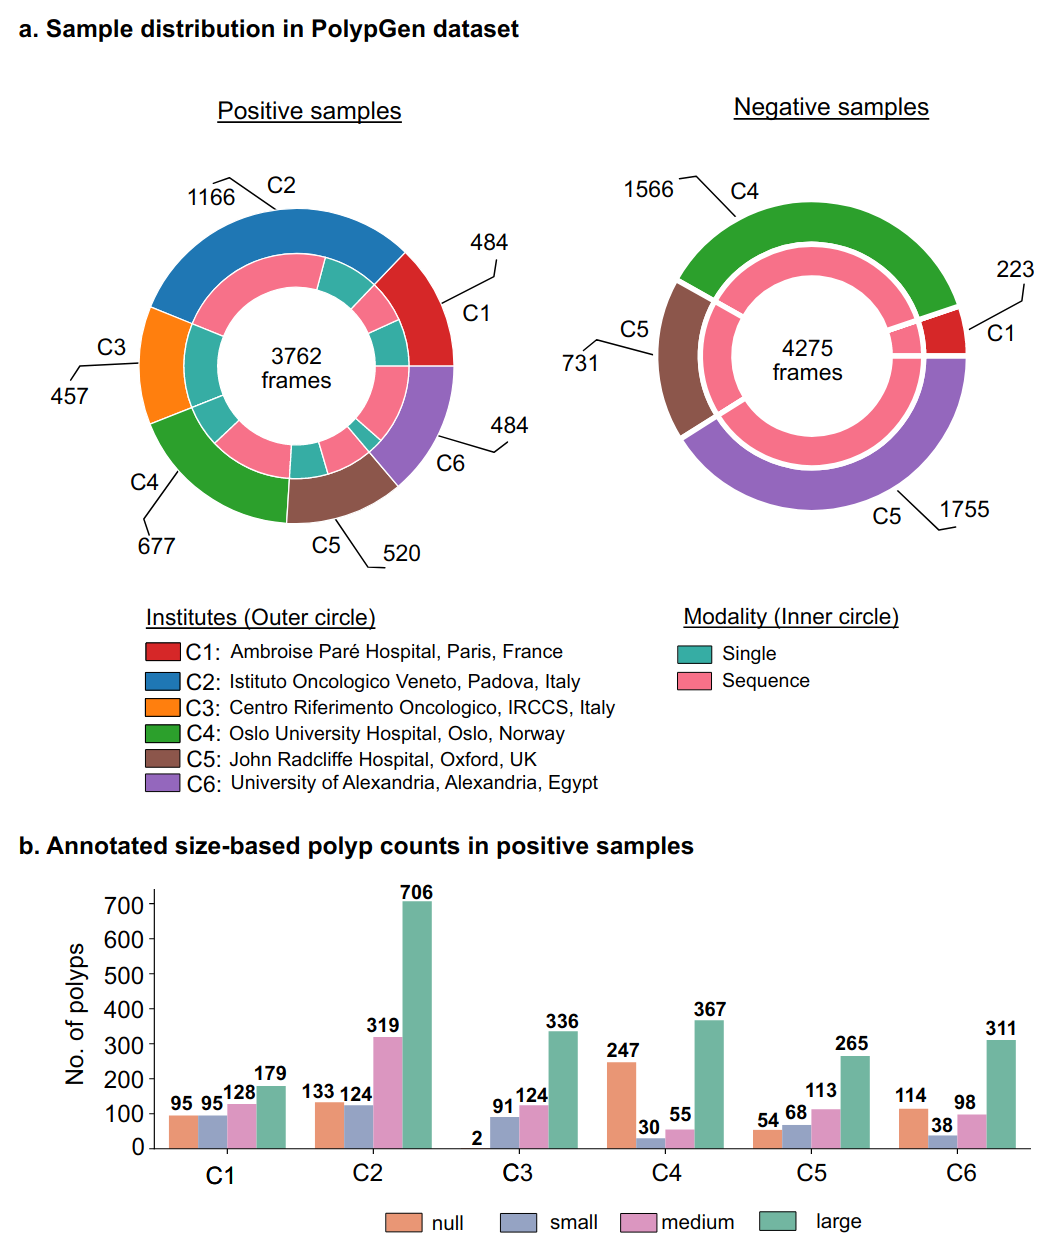 a. Sample distribution in PolypGen dataset
Positive samples
Negative samples
1166
C2
484
C1
C3
457
3762
frames
484
C6
C4
677
C5
520
1566
C4
223
C1
C5
731
4275
frames
C5
1755
Institutes (Outer circle)
C1: Ambroise Paré Hospital, Paris, France
C2: Istituto Oncologico Veneto, Padova, Italy
C3: Centro Riferimento Oncologico, IRCCS, Italy
C4: Oslo University Hospital, Oslo, Norway
C5: John Radcliffe Hospital, Oxford, UK
C6: University of Alexandria, Alexandria, Egypt
Modality (Inner circle)
Single
Sequence
b. Annotated size-based polyp counts in positive samples
No. of polyps
700
600
500
400
300
200
100
0
95 95 128 179
133 124 319 706
2 91 124 336
247 30 55 367
54 68 113 265
114 38 98 311
C1 C2 C3 C4 C5 C6
null small medium large